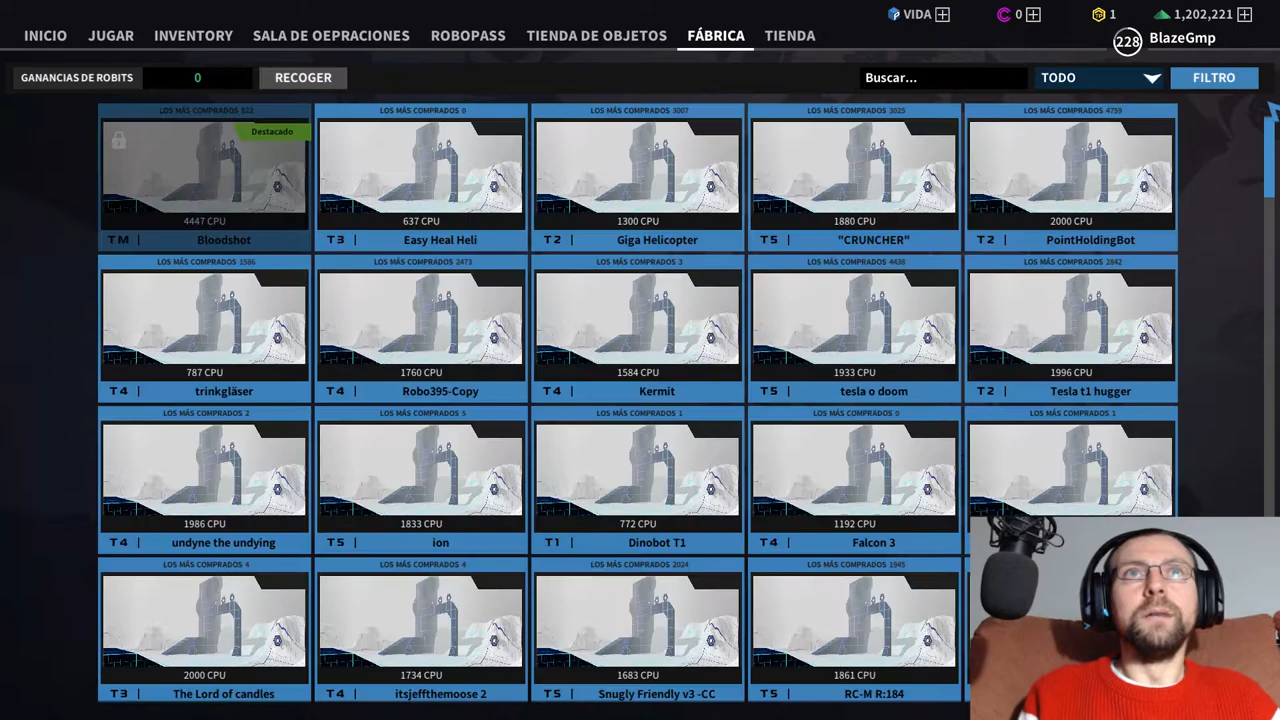 VIDA 0 1 1,202,221
INICIO JUGAR INVENTORY SALA DE OEPRACIONES ROBOPASS TIENDA DE OBJETOS FÁBRICA TIENDA
228 BlazeGmp
GANANCIAS DE ROBITS 0 RECOGER Buscar... TODO FILTRO
LOS MÁS COMPRADOS 522 LOS MÁS COMPRADOS 0 LOS MÁS COMPRADOS 3007 LOS MÁS COMPRADOS 3025 LOS MÁS COMPRADOS 4759
Destacado
4447 CPU 637 CPU 1300 CPU 1880 CPU 2000 CPU
TM | Bloodshot T3 | Easy Heal Heli T2 | Giga Helicopter T5 | "CRUNCHER" T2 | PointHoldingBot
LOS MÁS COMPRADOS 1586 LOS MÁS COMPRADOS 2473 LOS MÁS COMPRADOS 3 LOS MÁS COMPRADOS 4438 LOS MÁS COMPRADOS 2842
787 CPU 1760 CPU 1584 CPU 1933 CPU 1996 CPU
T4 | trinkgläser T4 | Robo395-Copy T4 | Kermit T5 | tesla o doom T2 | Tesla t1 hugger
LOS MÁS COMPRADOS 2 LOS MÁS COMPRADOS 5 LOS MÁS COMPRADOS 1 LOS MÁS COMPRADOS 0 LOS MÁS COMPRADOS 1
1986 CPU 1833 CPU 772 CPU 1192 CPU
T4 | undyne the undying T5 | ion T1 | Dinobot T1 T4 | Falcon 3
LOS MÁS COMPRADOS 4 LOS MÁS COMPRADOS 4 LOS MÁS COMPRADOS 2024 LOS MÁS COMPRADOS 1945
2000 CPU 1734 CPU 1683 CPU 1861 CPU
T3 | The Lord of candles T4 | itsjeffthemoose 2 T5 | Snugly Friendly v3 -CC T5 | RC-M R:184